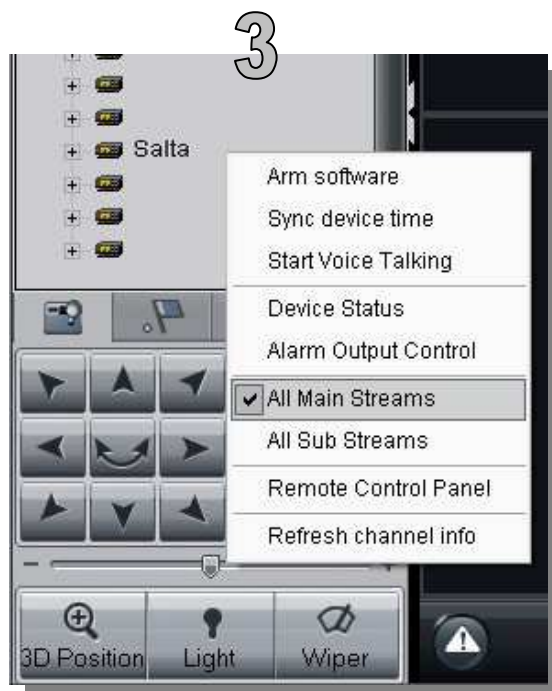 3
Salta
Arm software
Sync device time
Start Voice Talking
Device Status
Alarm Output Control
All Main Streams
All Sub Streams
Remote Control Panel
Refresh channel info
3D Position
Light
Wiper